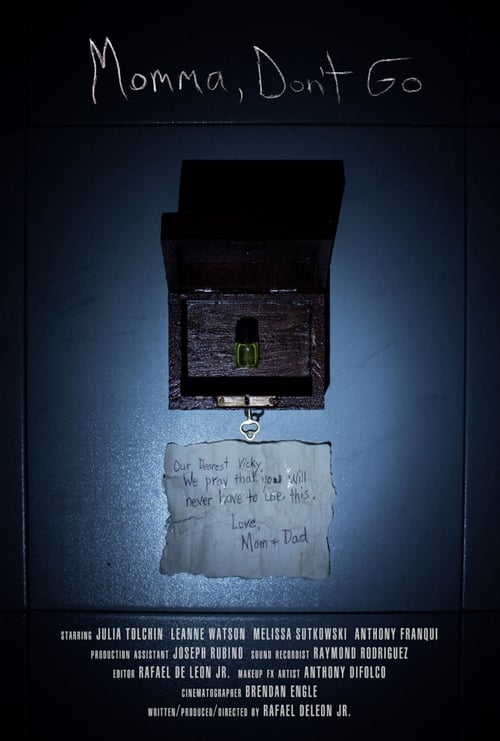 Momma, Don't Go
Our Dearest Vicky,
We pray that you will
never have to use this.
Love,
Mom + Dad
STARRING JULIA TOLCHIN LEANNE WATSON MELISSA SUTKOWSKI ANTHONY FRANQUI
PRODUCTION ASSISTANT JOSEPH RUBINO SOUND RECORDIST RAYMOND RODRIGUEZ
EDITOR RAFAEL DE LEON JR. MAKEUP FX ARTIST ANTHONY DIFOLCO
CINEMATOGRAPHER BRENDAN ENGLE
WRITTEN/PRODUCED/DIRECTED BY RAFAEL DELEON JR.